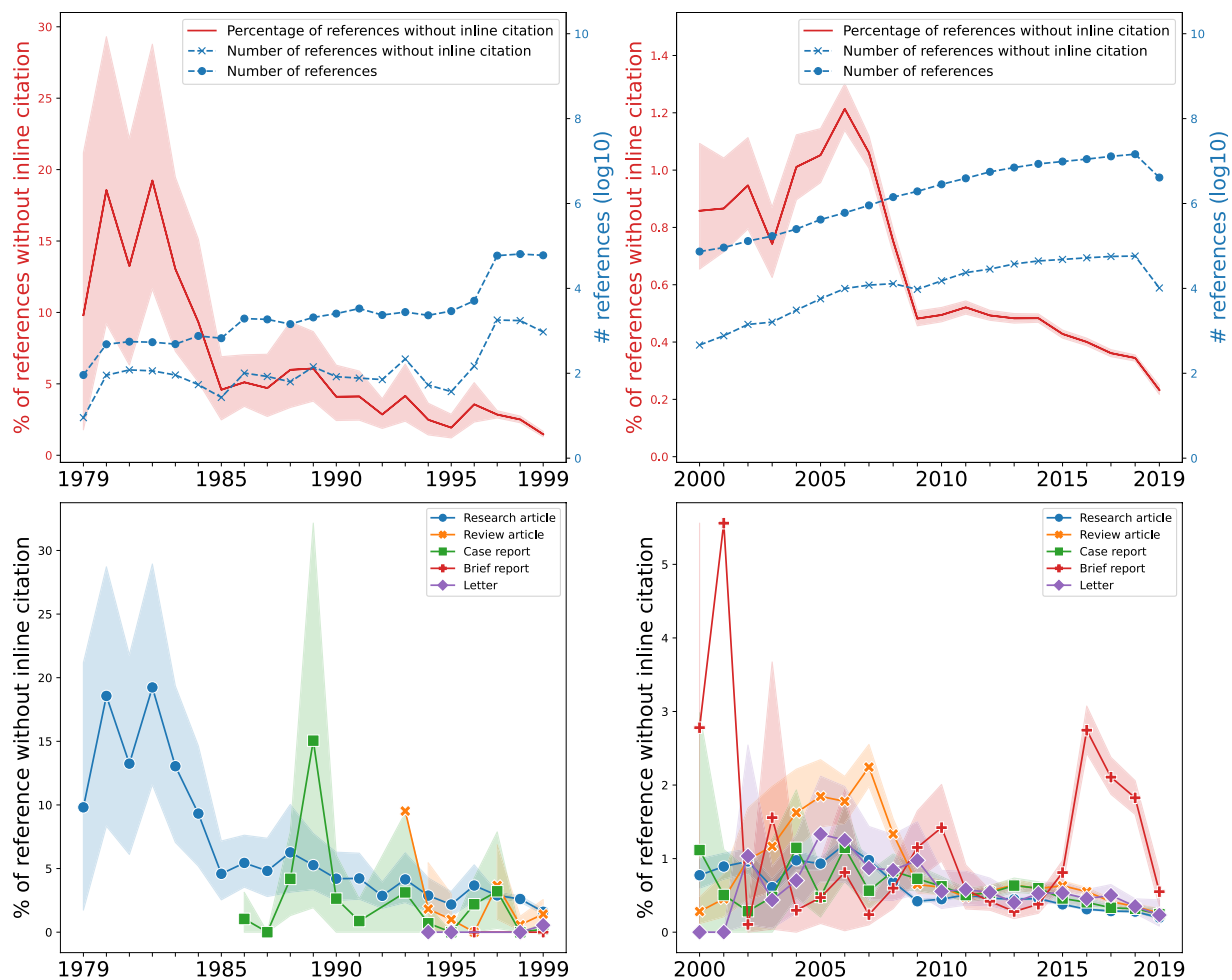 Percentage of references without inline citation
Number of references without inline citation
Number of references
% of references without inline citation
30
25
20
15
10
5
0
10
8
6
4
2
0
# references (log10)
1979
1985
1990
1995
1999
Percentage of references without inline citation
Number of references without inline citation
Number of references
% of references without inline citation
1.4
1.2
1.0
0.8
0.6
0.4
0.2
0.0
10
8
6
4
2
0
# references (log10)
2000
2005
2010
2015
2019
Research article
Review article
Case report
Brief report
Letter
% of reference without inline citation
30
25
20
15
10
5
0
1979
1985
1990
1995
1999
Research article
Review article
Case report
Brief report
Letter
% of reference without inline citation
5
4
3
2
1
0
2000
2005
2010
2015
2019